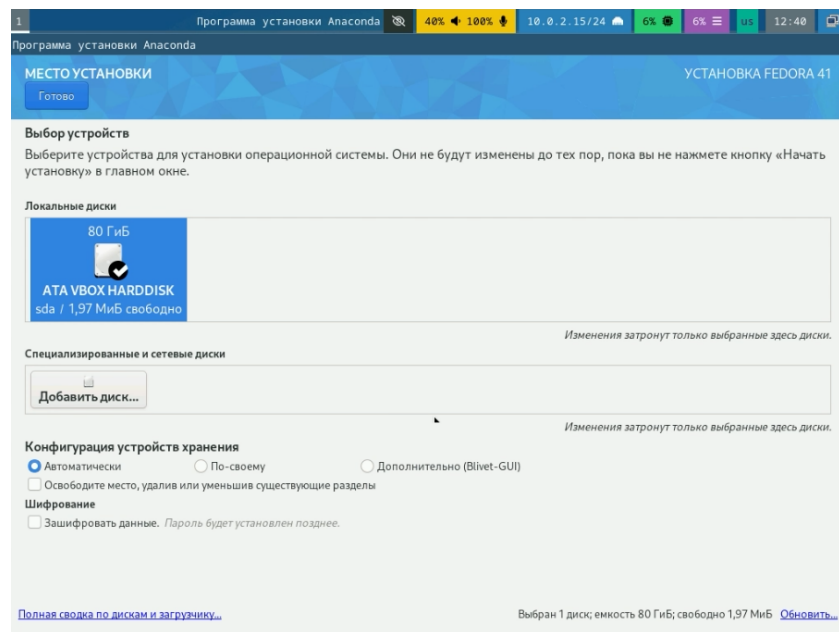 1 Программа установки Anaconda 40% 100% 10.0.2.15/24 6% 6% us 12:40
Программа установки Anaconda
МЕСТО УСТАНОВКИ УСТАНОВКА FEDORA 41
Готово
Выбор устройств
Выберите устройства для установки операционной системы. Они не будут изменены до тех пор, пока вы не нажмете кнопку «Начать
установку» в главном окне.
Локальные диски
80 ГиБ
ATA VBOX HARDDISK
sda / 1,97 МиБ свободно
Изменения затронут только выбранные здесь диски.
Специализированные и сетевые диски
Добавить диск...
Изменения затронут только выбранные здесь диски.
Конфигурация устройств хранения
Автоматически По-своему Дополнительно (Blivet-GUI)
Освободите место, удалив или уменьшив существующие разделы
Шифрование
Зашифровать данные. Пароль будет установлен позднее.
Полная сводка по дискам и загрузчику... Выбран 1 диск; емкость 80 ГиБ; свободно 1,97 МиБ Обновить...